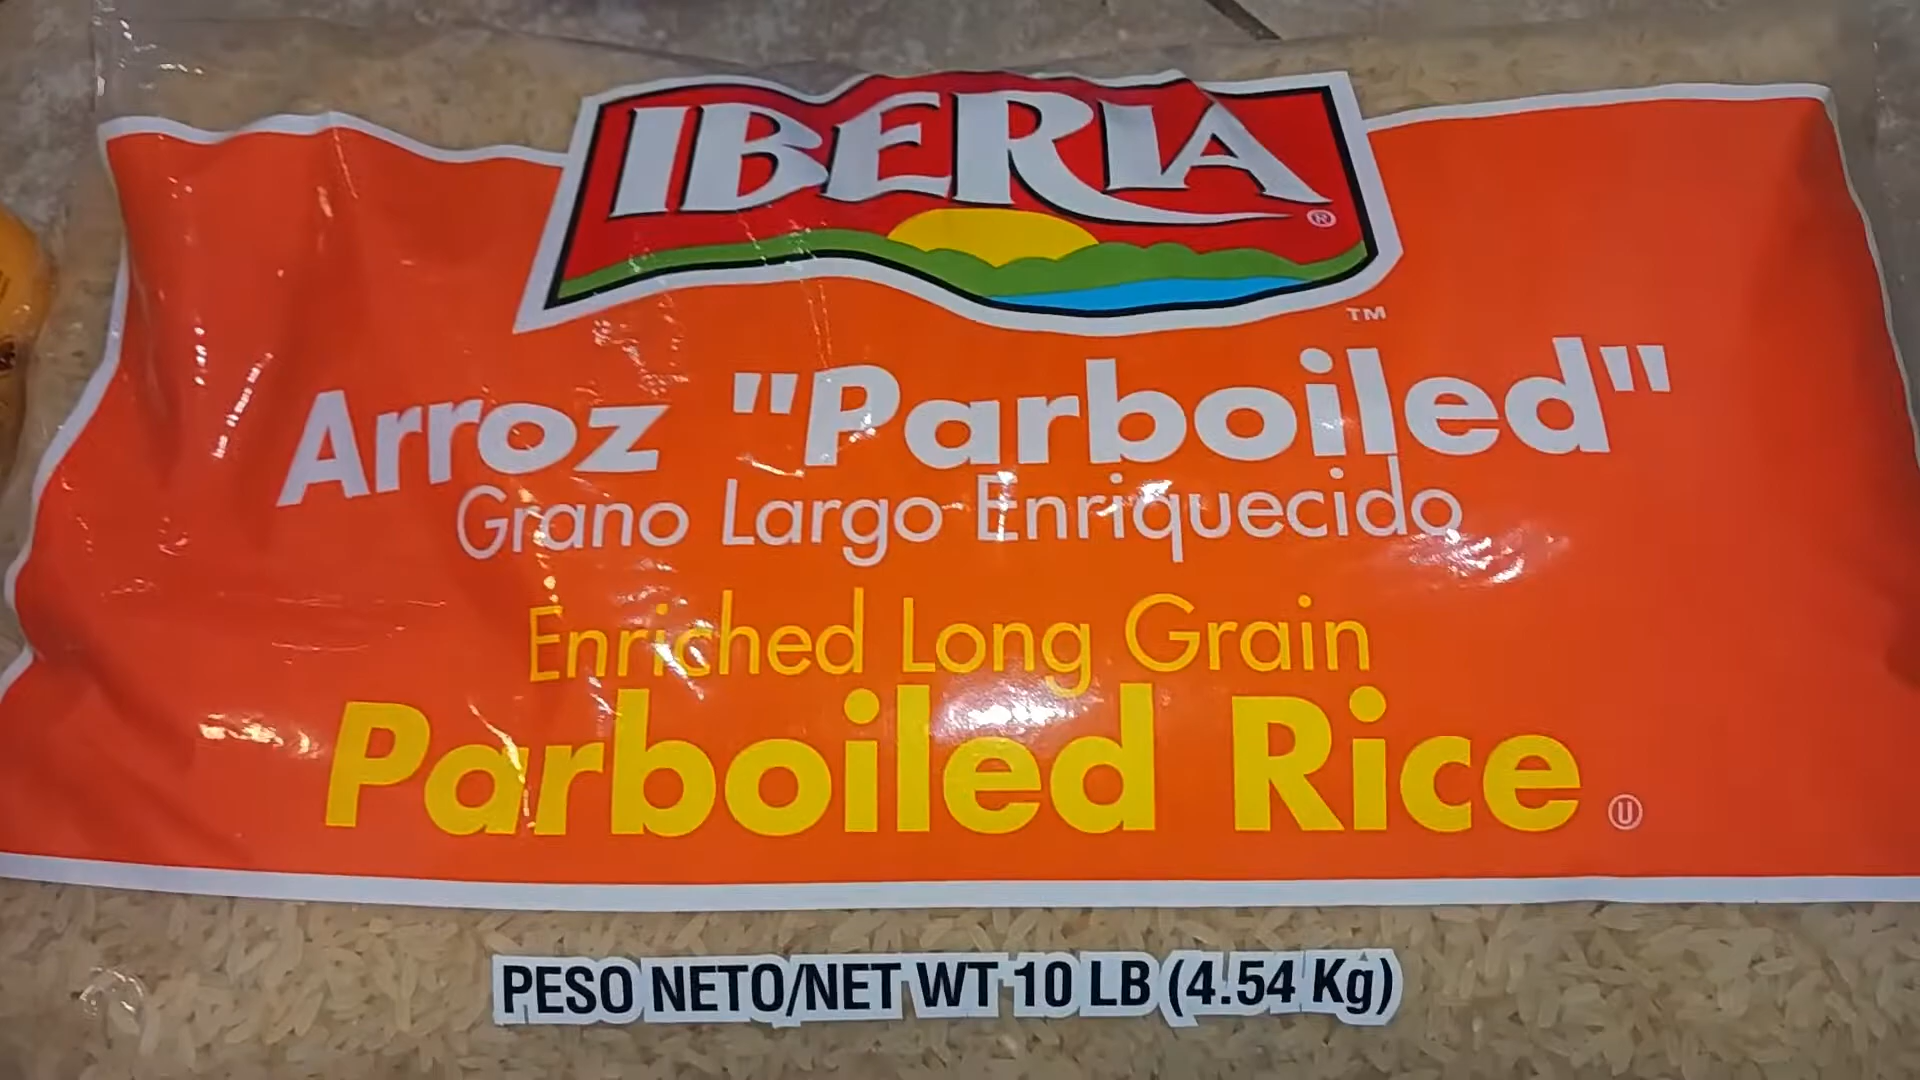 IBERIA®
™
Arroz "Parboiled"
Grano Largo Enriquecido
Enriched Long Grain
Parboiled Rice Ⓤ
PESO NETO/NET WT 10 LB (4.54 Kg)